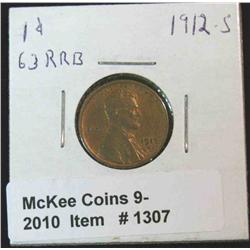 1¢ 1912-S
63 RRB
McKee Coins 9-
2010 Item # 1307